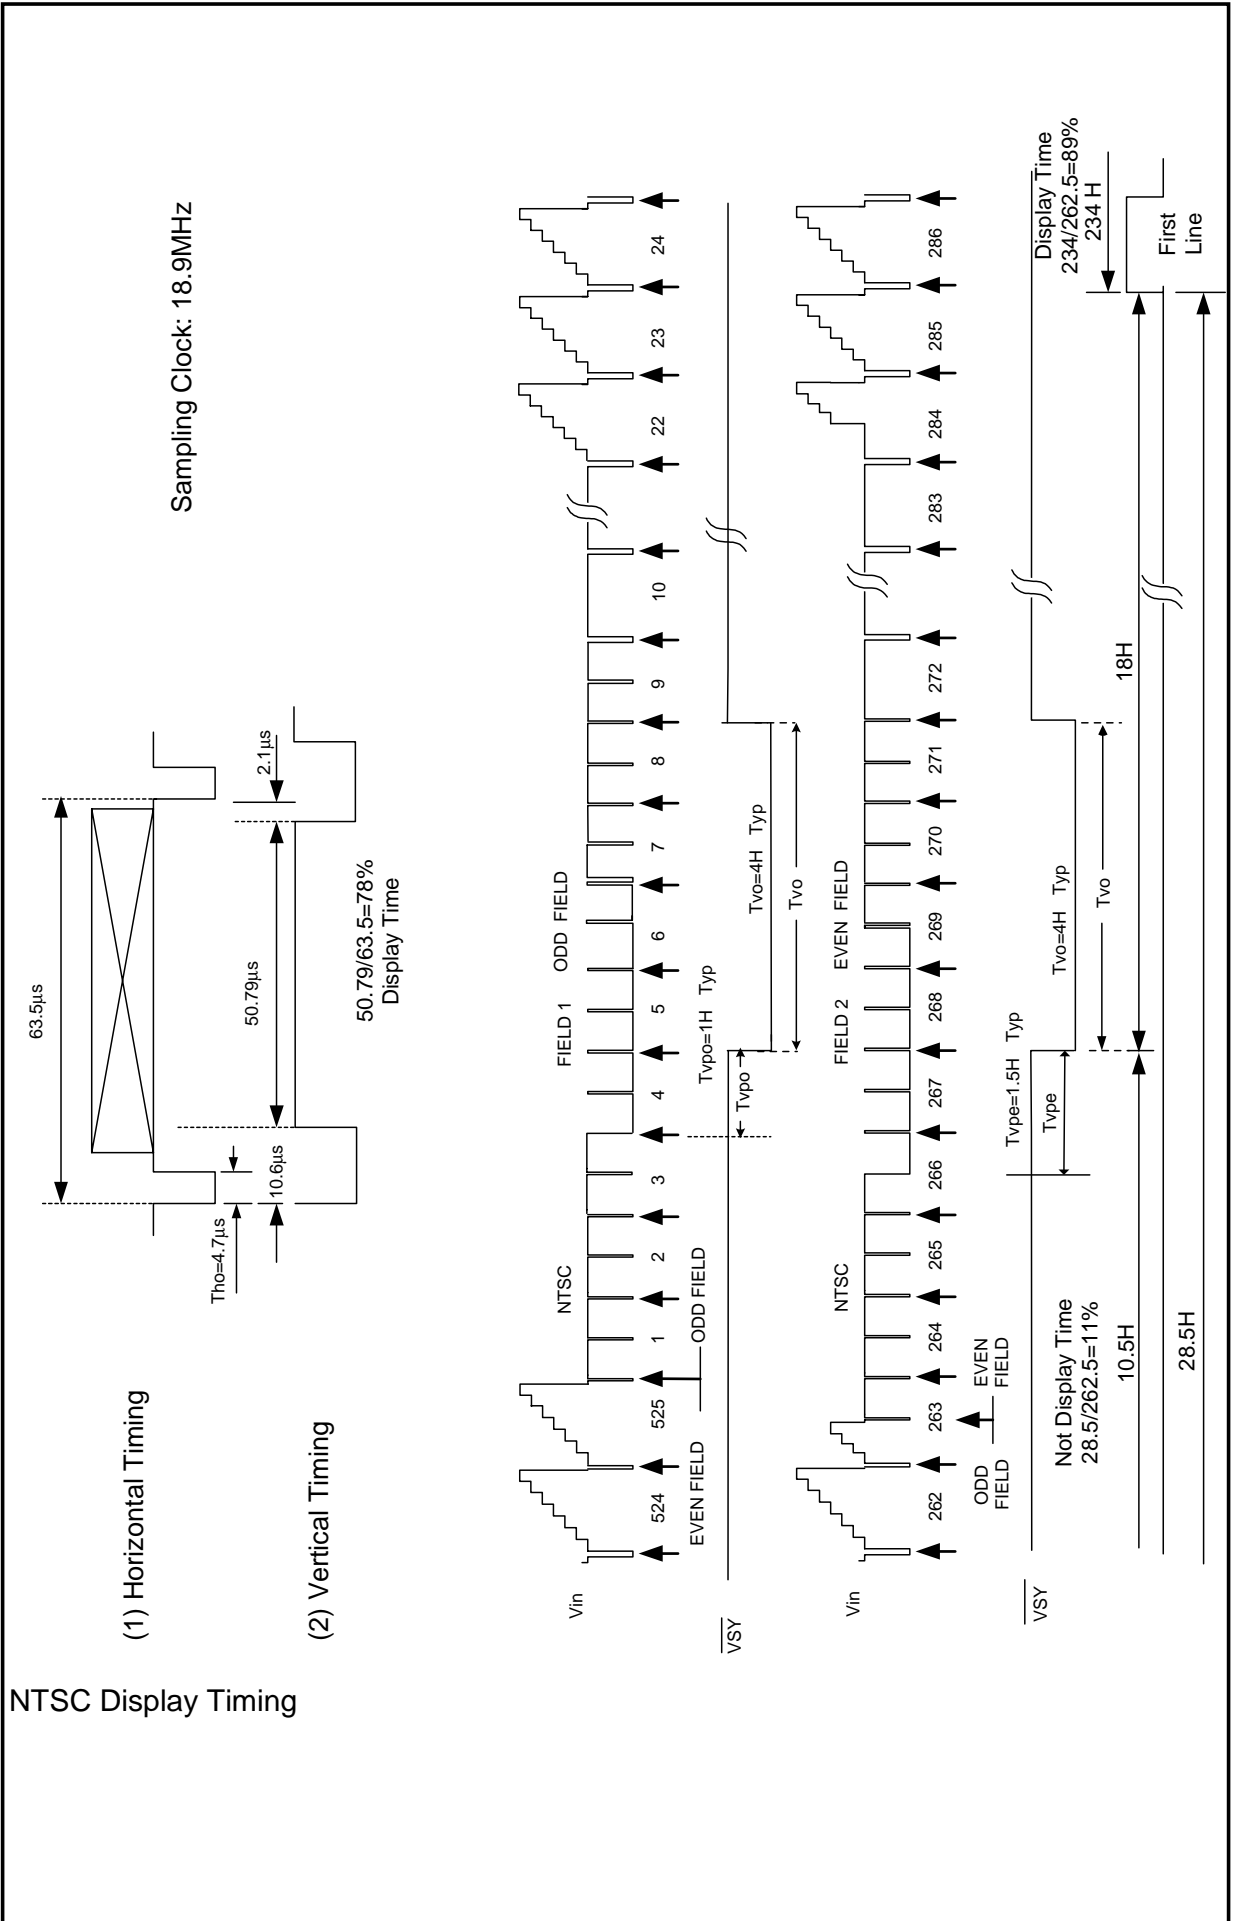 NTSC Display Timing
(1) Horizontal Timing
Sampling Clock: 18.9MHz
63.5µs
Tho=4.7µs
(2) Vertical Timing
10.6µs
50.79µs
2.1µs
50.79/63.5=78%
Display Time
NTSC
FIELD 1
ODD FIELD
Vin
524
525
1
2
3
4
5
6
7
8
9
10
22
23
24
EVEN FIELD
ODD FIELD
Tvpo=1H Typ
Tvpo
VSY
Tvo=4H Typ
Tvo
NTSC
FIELD 2
EVEN FIELD
Vin
262
263
264
265
266
267
268
269
270
271
272
283
284
285
286
ODD
FIELD
EVEN
FIELD
Tvpe=1.5H Typ
Tvpe
VSY
Tvo=4H Typ
Tvo
Not Display Time
28.5/262.5=11%
Display Time
234/262.5=89%
234 H
10.5H
18H
First
Line
28.5H